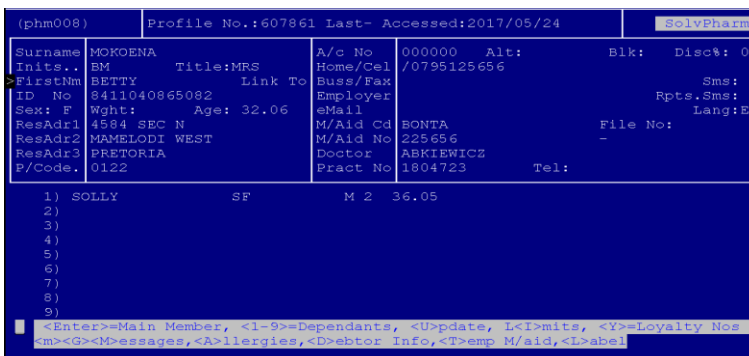 (phm008) Profile No.:607861 Last- Accessed:2017/05/24 SolvPharm
Surname MOKOENA A/c No 000000 Alt: Blk: Disc%: 0
Inits.. BM Title:MRS Home/Cel /0795125656
>FirstNm BETTY Link To Buss/Fax Sms:
ID No 8411040865082 Employer Rpts.Sms:
Sex: F Wght: Age: 32.06 eMail Lang:E
ResAdr1 4584 SEC N M/Aid Cd BONTA File No:
ResAdr2 MAMELODI WEST M/Aid No 225656 -
ResAdr3 PRETORIA Doctor ABKIEWICZ
P/Code. 0122 Pract No 1804723 Tel:
1) SOLLY SF M 2 36.05
2)
3)
4)
5)
6)
7)
8)
9)
<Enter>=Main Member, <1-9>=Dependants, <U>pdate, L<I>mits, <Y>=Loyalty Nos
<m><G><M>essages,<A>llergies,<D>ebtor Info,<T>emp M/aid,<L>abel